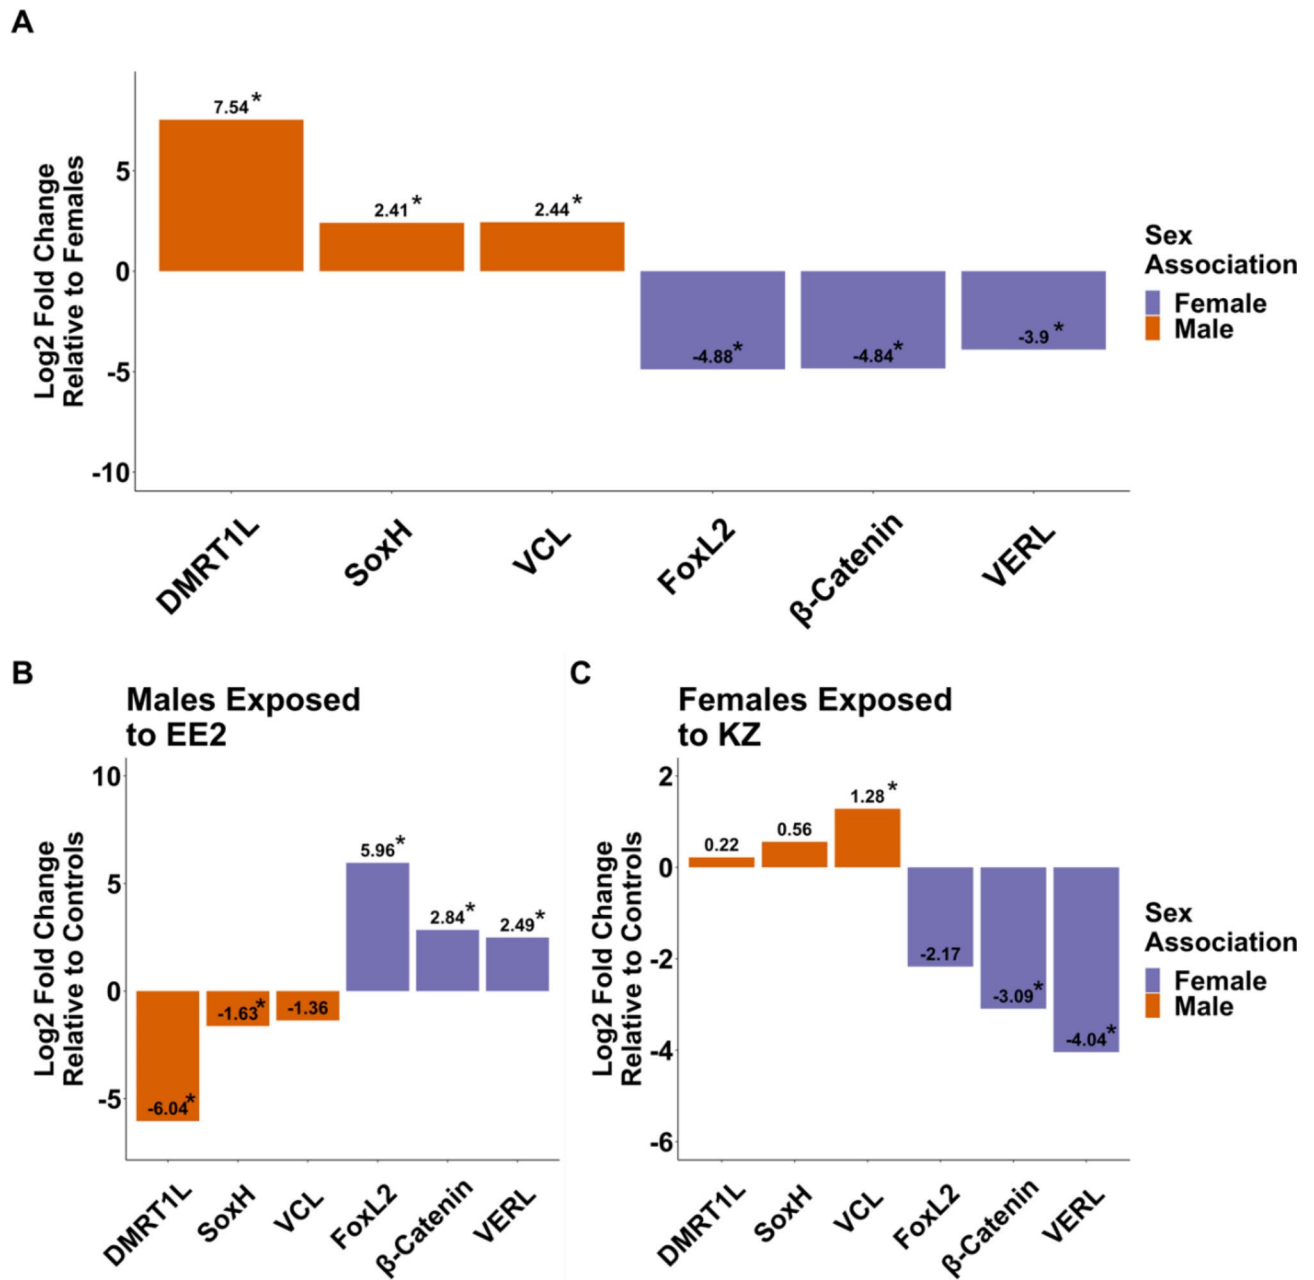 A
Log2 Fold Change
Relative to Females
5
0
-5
-10
7.54 *
2.41 *
2.44 *
-4.88 *
-4.84 *
-3.9 *
DMRT1L
SoxH
VCL
FoxL2
β-Catenin
VERL
Sex
Association
Female
Male
B
Males Exposed
to EE2
Log2 Fold Change
Relative to Controls
10
5
0
-5
-6.04 *
-1.63 *
-1.36
5.96 *
2.84 *
2.49 *
DMRT1L
SoxH
VCL
FoxL2
β-Catenin
VERL
C
Females Exposed
to KZ
Log2 Fold Change
Relative to Controls
2
0
-2
-4
-6
0.22
0.56
1.28 *
-2.17
-3.09 *
-4.04 *
DMRT1L
SoxH
VCL
FoxL2
β-Catenin
VERL
Sex
Association
Female
Male